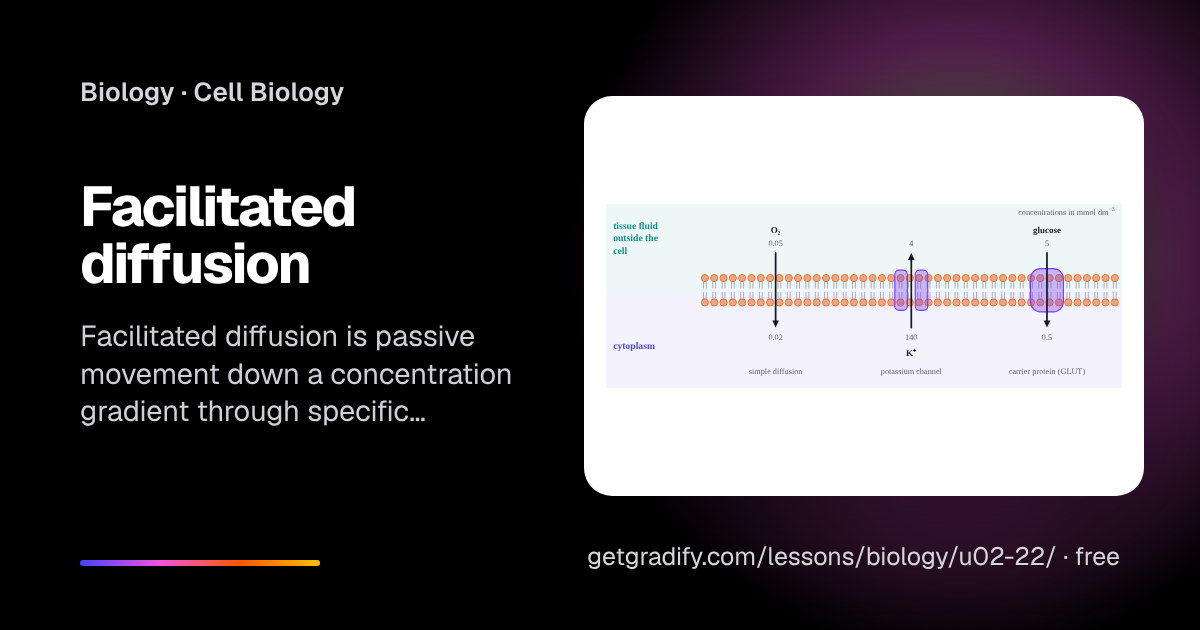 Biology · Cell Biology
Facilitated
diffusion
Facilitated diffusion is passive
movement down a concentration
gradient through specific...
concentrations in mmol dm⁻³
tissue fluid
outside the
cell
O₂
0.05
4
glucose
5
cytoplasm
0.02
140
K⁺
0.5
simple diffusion
potassium channel
carrier protein (GLUT)
getgradify.com/lessons/biology/u02-22/ · free